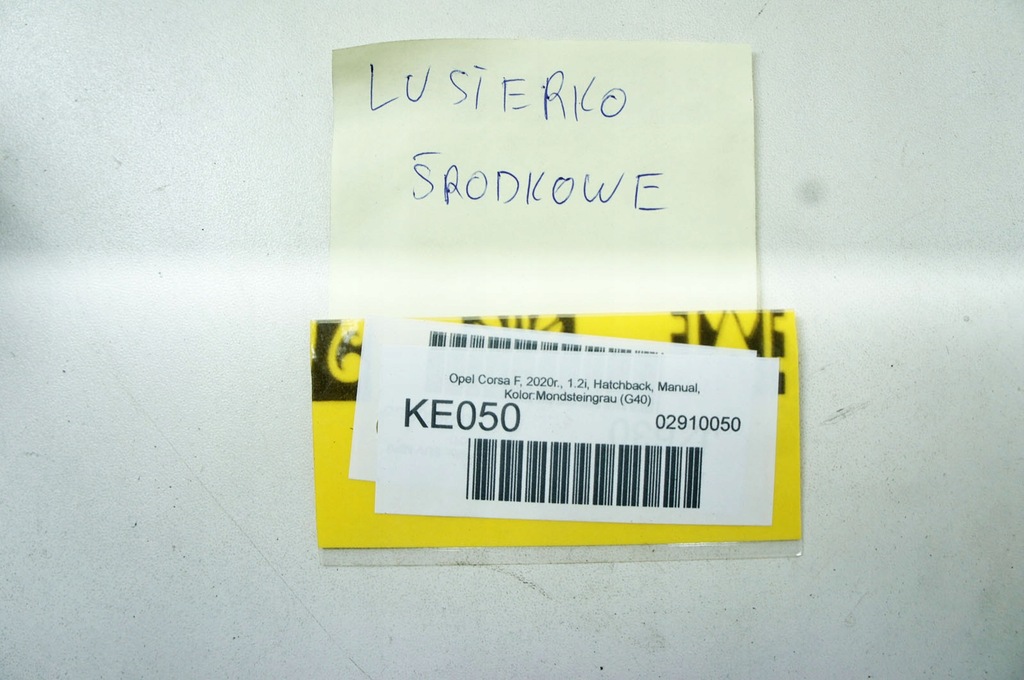 LUSTERKO
ŚRODKOWE
Opel Corsa F, 2020r., 1.2i, Hatchback, Manual,
Kolor:Mondsteingrau (G40)
KE050 02910050